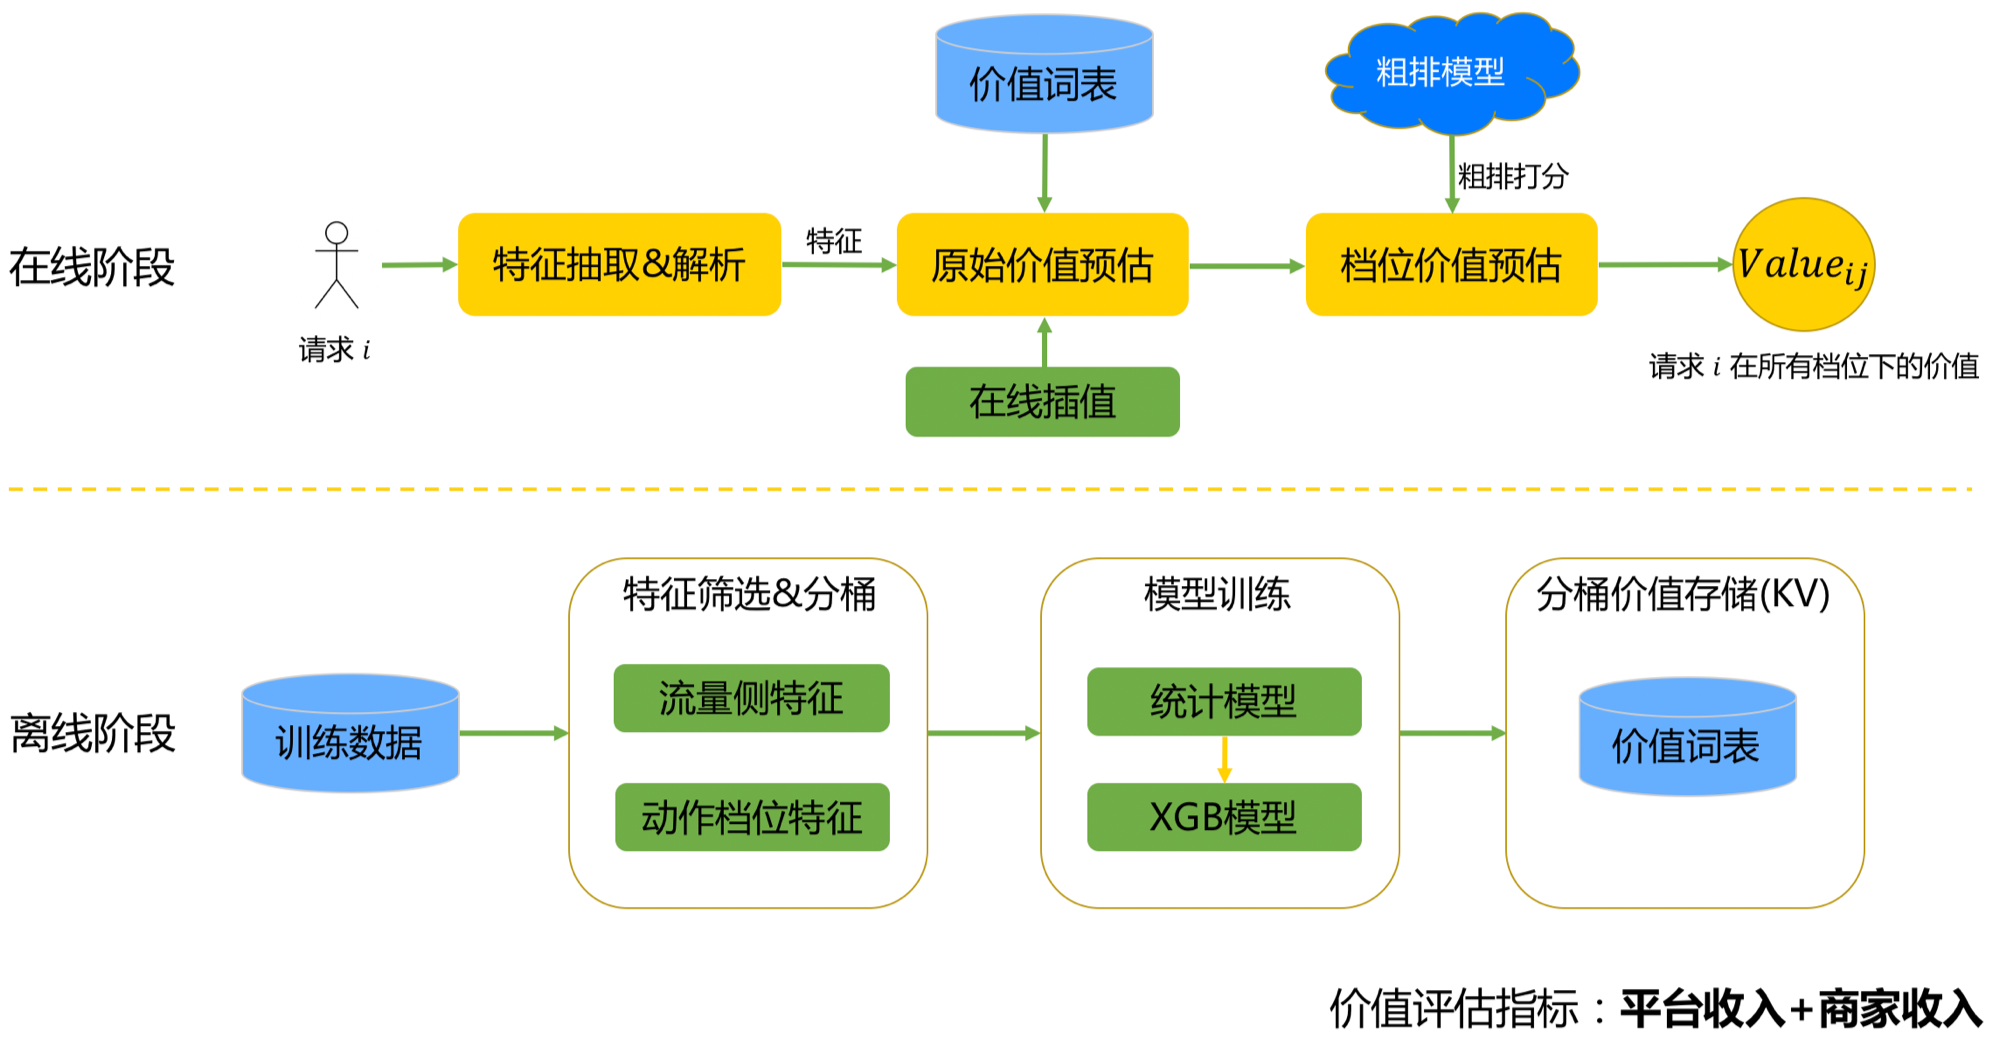 价值词表
粗排模型
粗排打分
在线阶段
请求 i
特征抽取&解析
特征
原始价值预估
档位价值预估
Value_ij
请求 i 在所有档位下的价值
在线插值
离线阶段
训练数据
特征筛选&分桶
流量侧特征
动作档位特征
模型训练
统计模型
XGB模型
分桶价值存储(KV)
价值词表
价值评估指标：平台收入+商家收入